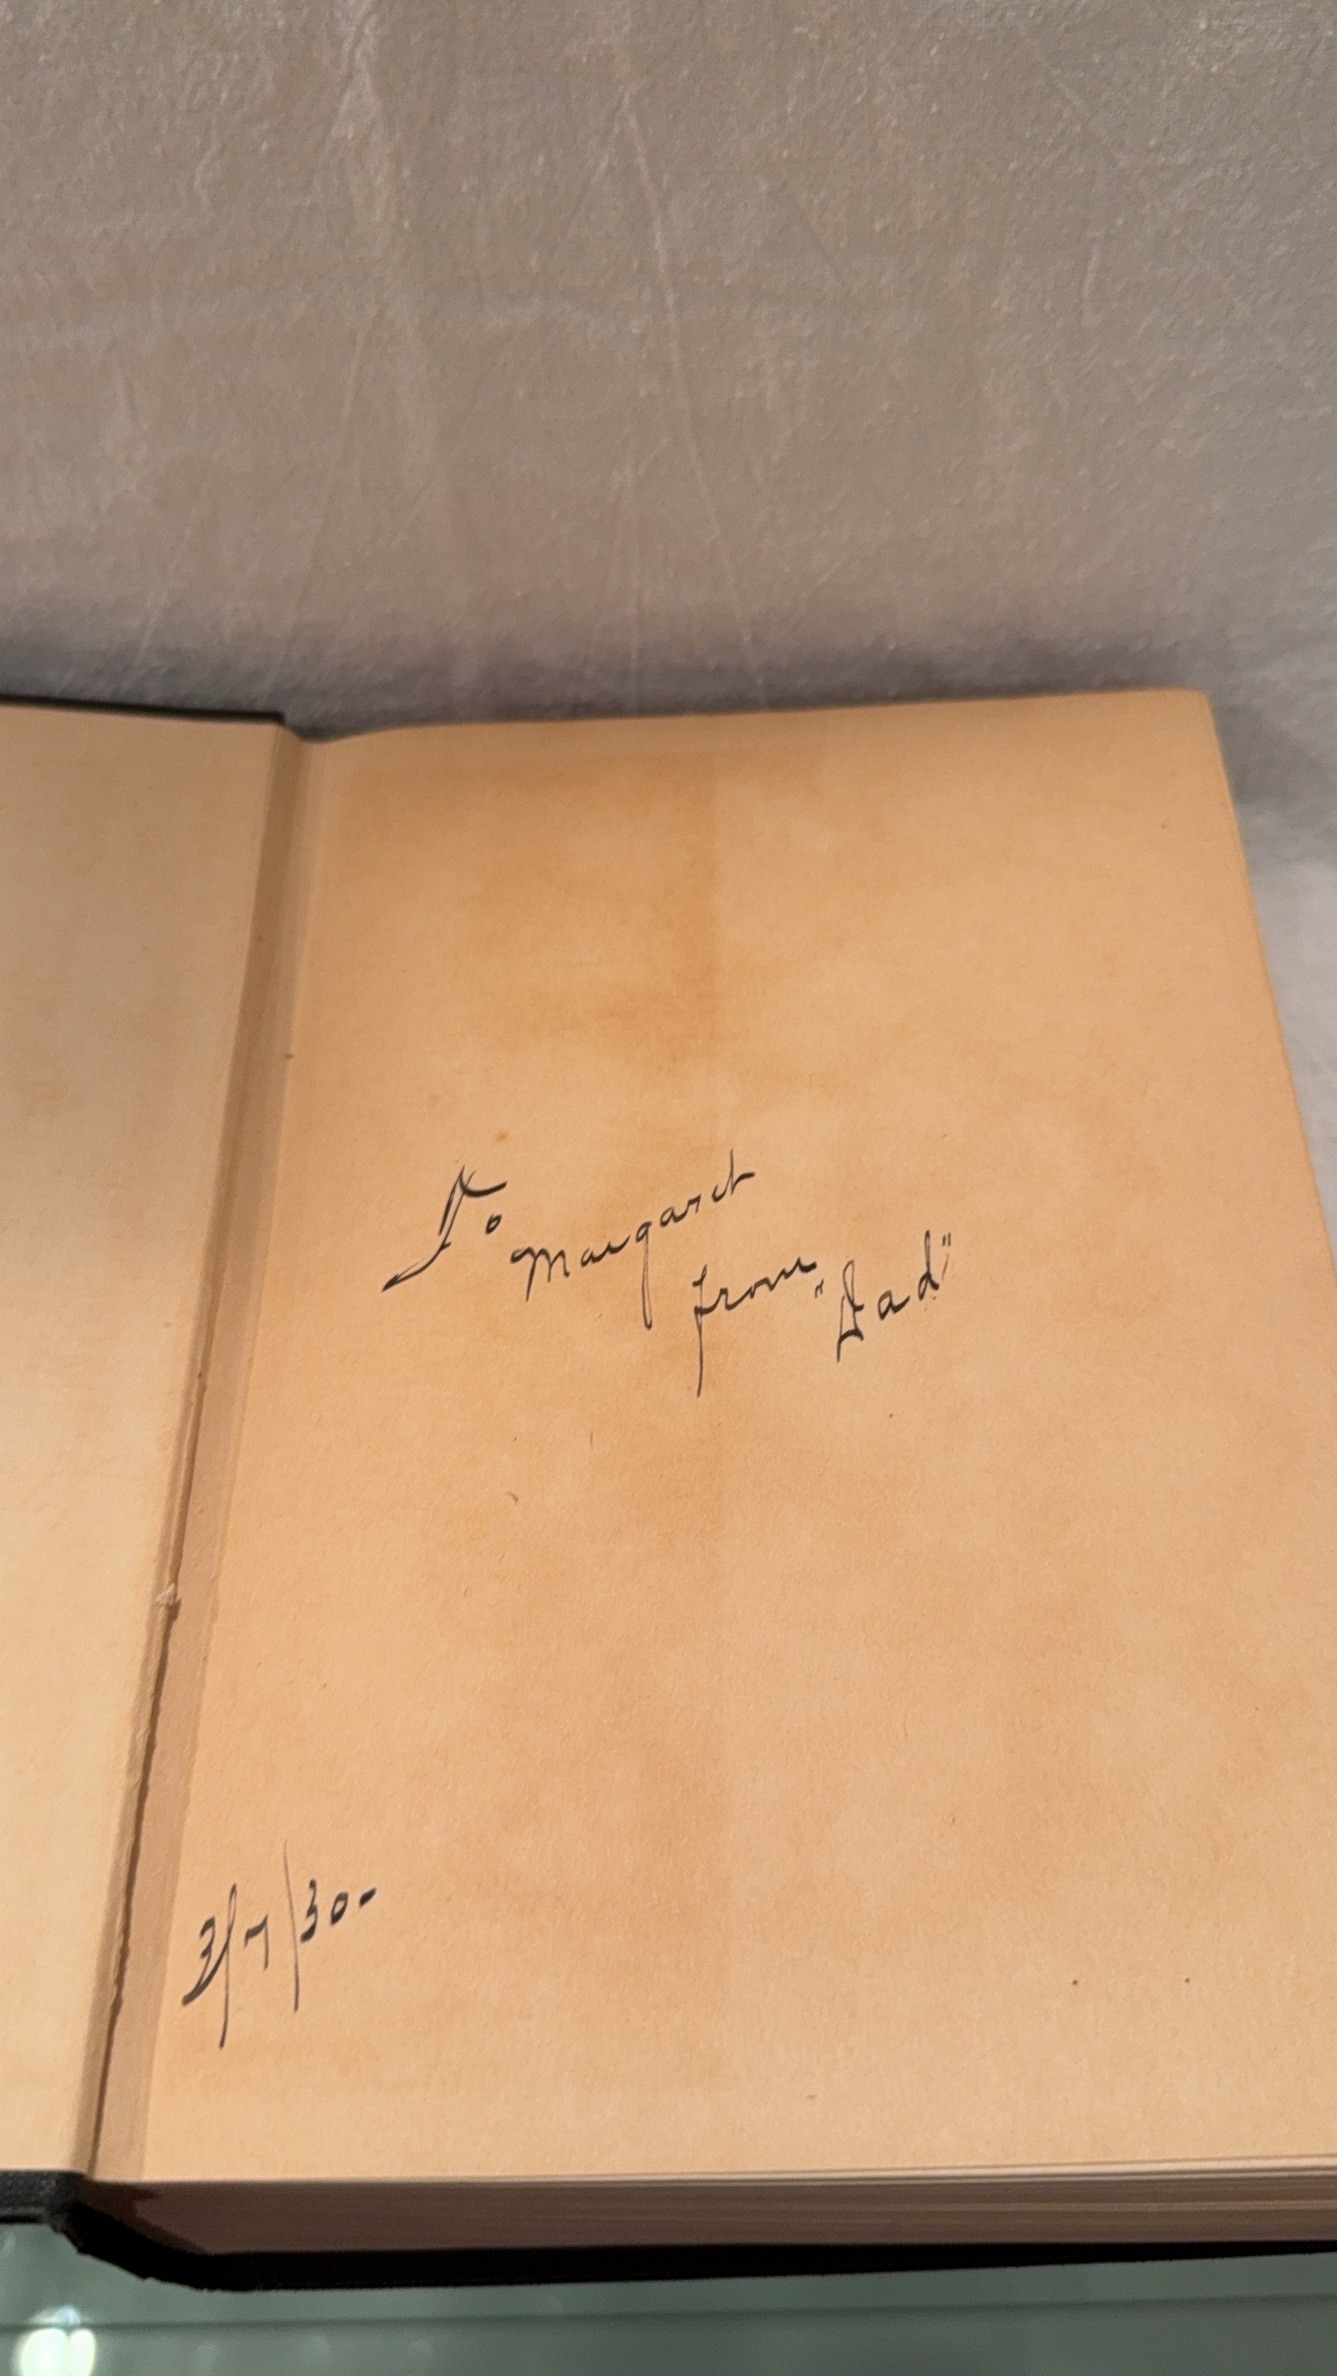 To Margaret
from "Dad"
3/7/30-